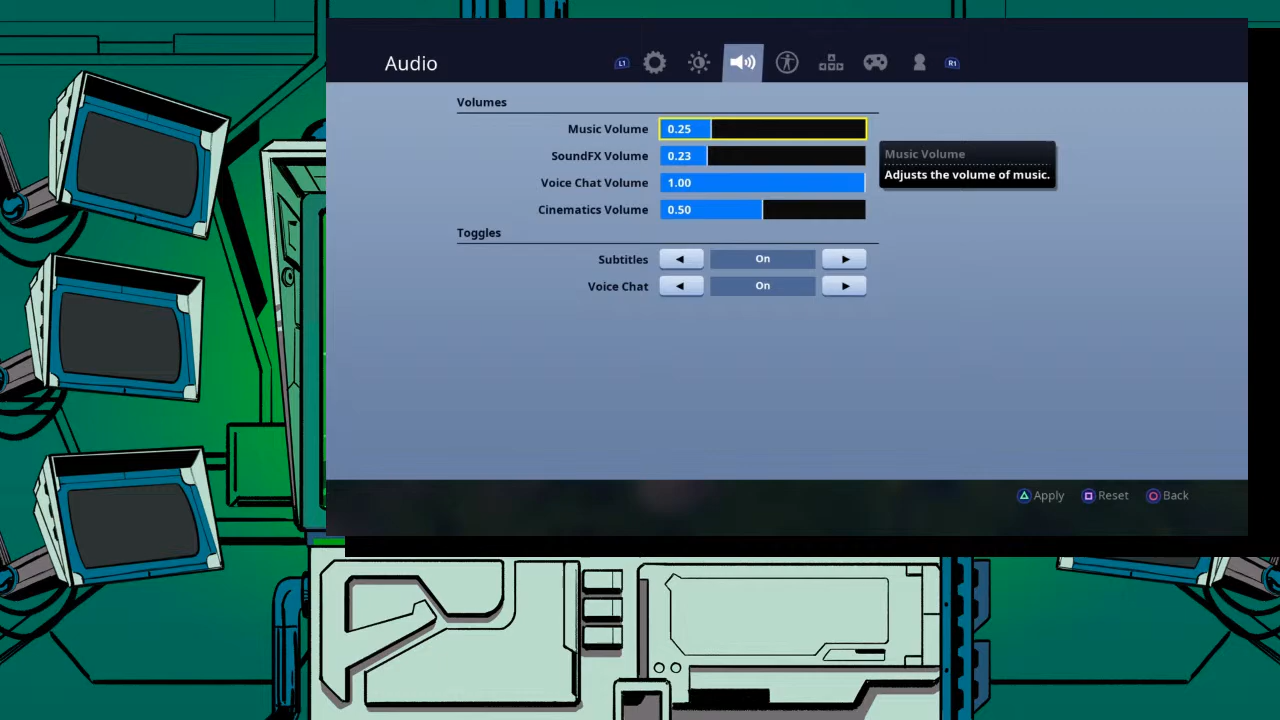 Audio
L1
R1
Volumes
Music Volume 0.25
SoundFX Volume 0.23
Voice Chat Volume 1.00
Cinematics Volume 0.50
Music Volume
Adjusts the volume of music.
Toggles
Subtitles On
Voice Chat On
Apply Reset Back